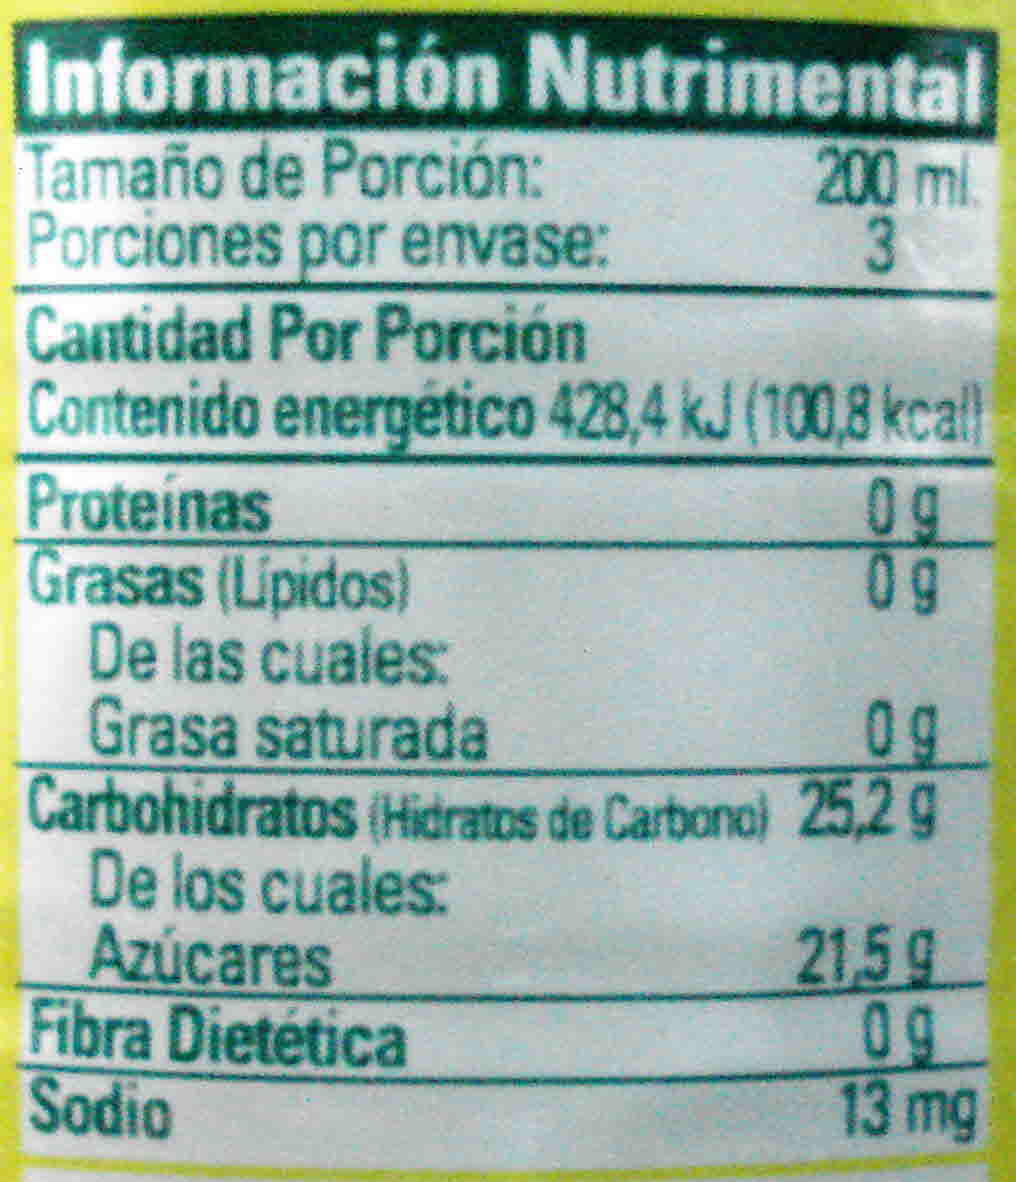 Información Nutrimental
Tamaño de Porción: 200 ml.
Porciones por envase: 3
Cantidad Por Porción
Contenido energético 428,4 kJ (100,8 kcal)
Proteínas 0 g
Grasas (Lípidos) 0 g
De las cuales:
Grasa saturada 0 g
Carbohidratos (Hidratos de Carbono) 25,2 g
De los cuales:
Azúcares 21,5 g
Fibra Dietética 0 g
Sodio 13 mg